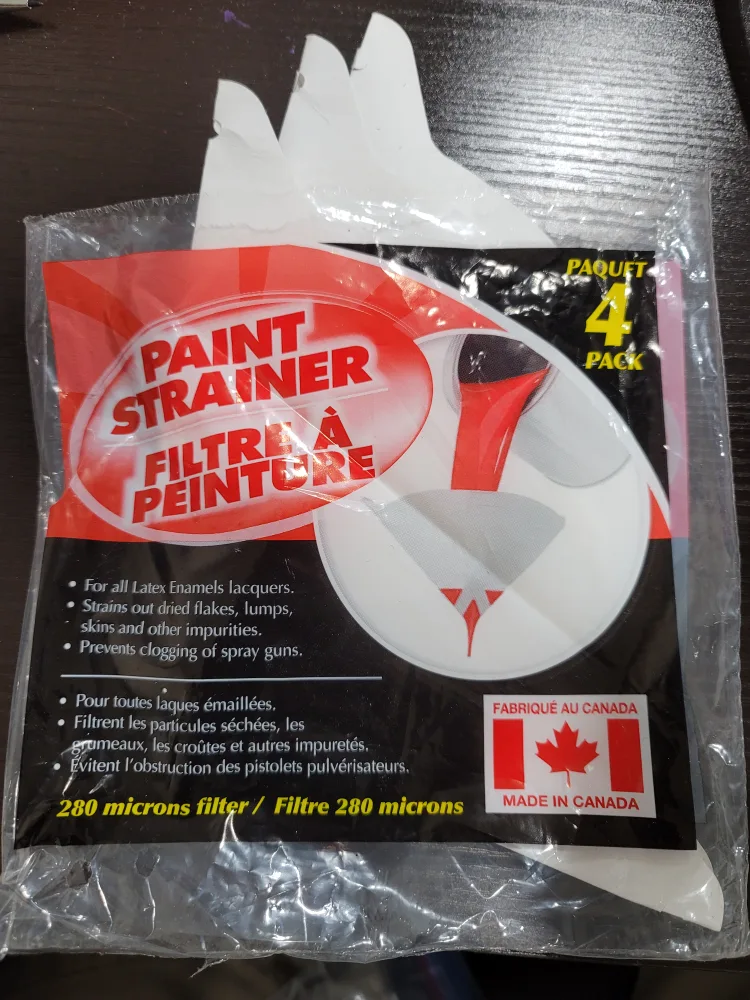 PAQUET
4
PACK
PAINT
STRAINER
FILTRE À
PEINTURE
• For all Latex Enamels lacquers.
• Strains out dried flakes, lumps,
skins and other impurities.
• Prevents clogging of spray guns.
• Pour toutes laques émaillées.
• Filtrent les particules séchées, les
grumeaux, les croûtes et autres impuretés.
• Évitent l'obstruction des pistolets pulvérisateurs.
280 microns filter / Filtre 280 microns
FABRIQUÉ AU CANADA
MADE IN CANADA